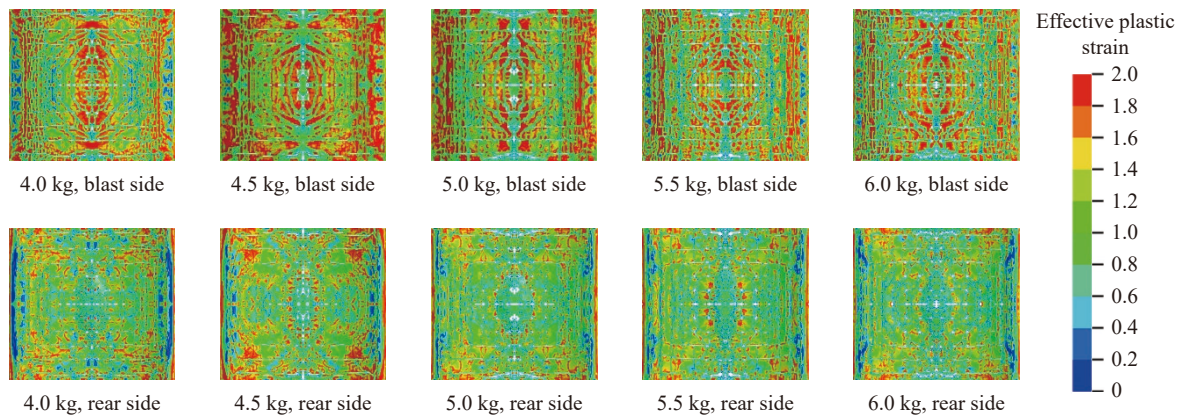 Effective plastic
strain
2.0
1.8
1.6
1.4
1.2
1.0
0.8
0.6
0.4
0.2
0
4.0 kg, blast side
4.5 kg, blast side
5.0 kg, blast side
5.5 kg, blast side
6.0 kg, blast side
4.0 kg, rear side
4.5 kg, rear side
5.0 kg, rear side
5.5 kg, rear side
6.0 kg, rear side